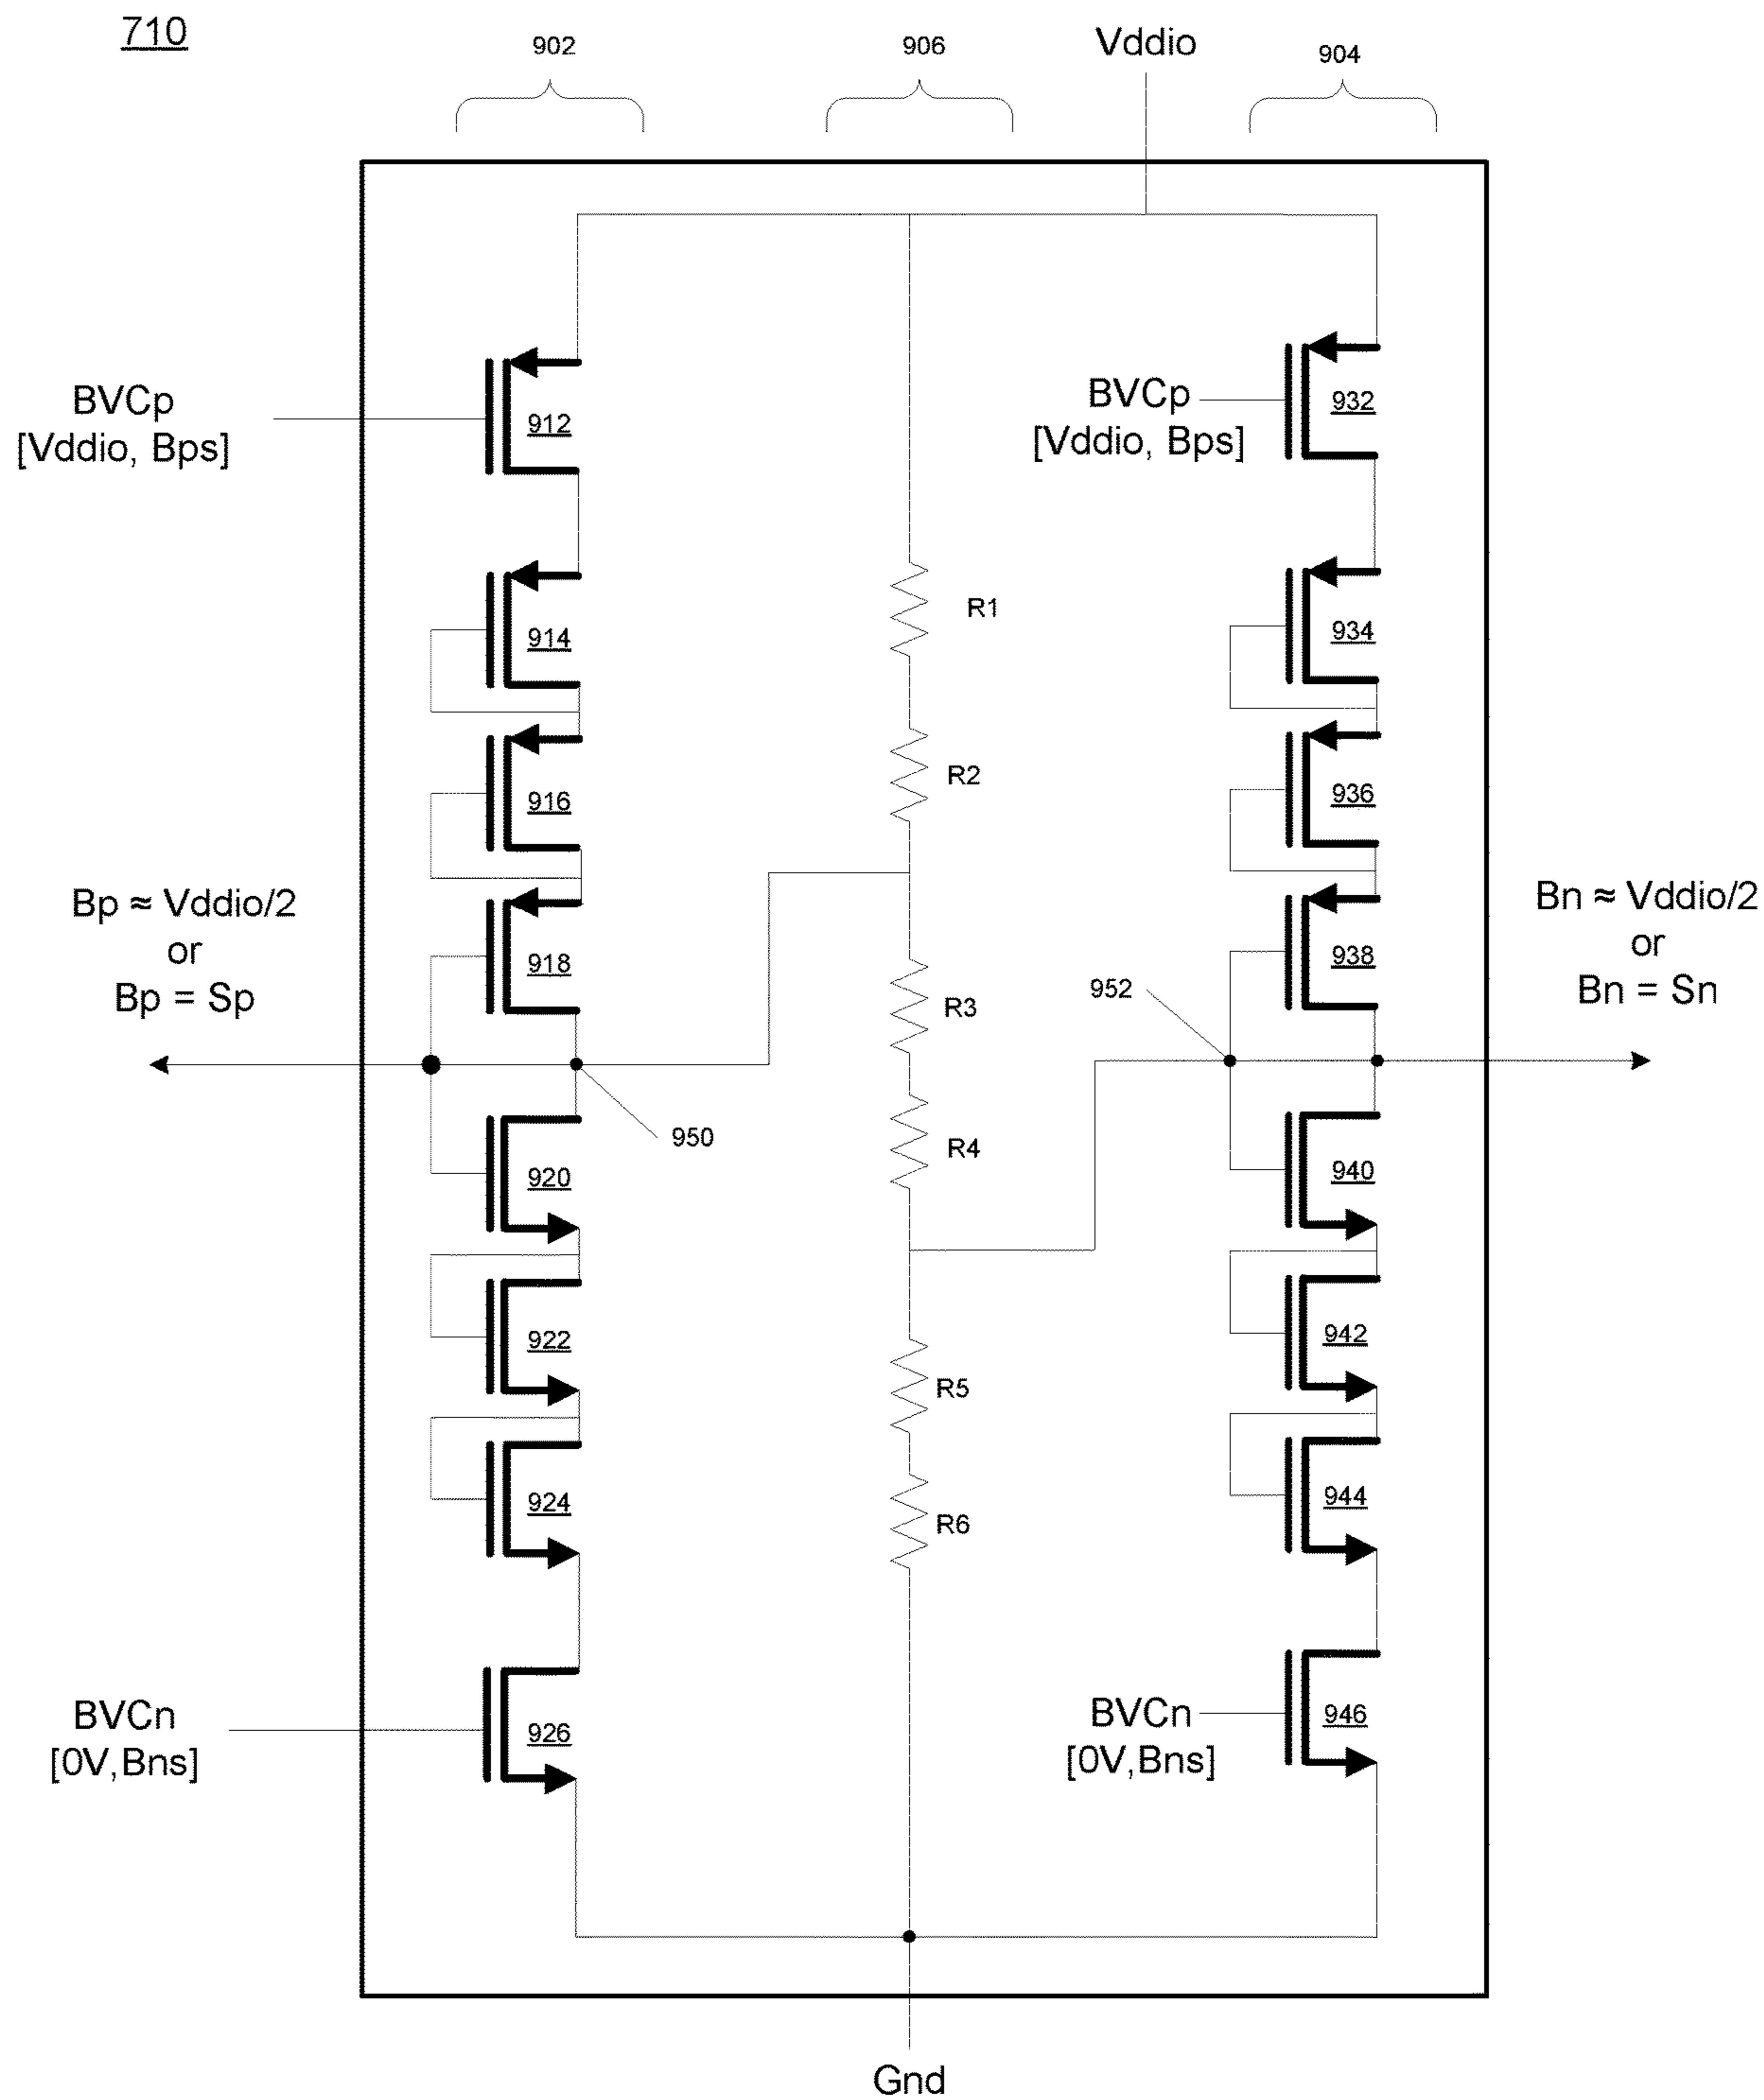 710
902
906
Vddio
904
BVCp
[Vddio, Bps]
912
BVCp
[Vddio, Bps]
932
914
R1
934
916
R2
936
Bp ≈ Vddio/2
or
Bp = Sp
918
R3
938
952
Bn ≈ Vddio/2
or
Bn = Sn
950
920
R4
940
922
R5
942
924
R6
944
BVCn
[0V,Bns]
926
BVCn
[0V,Bns]
946
Gnd